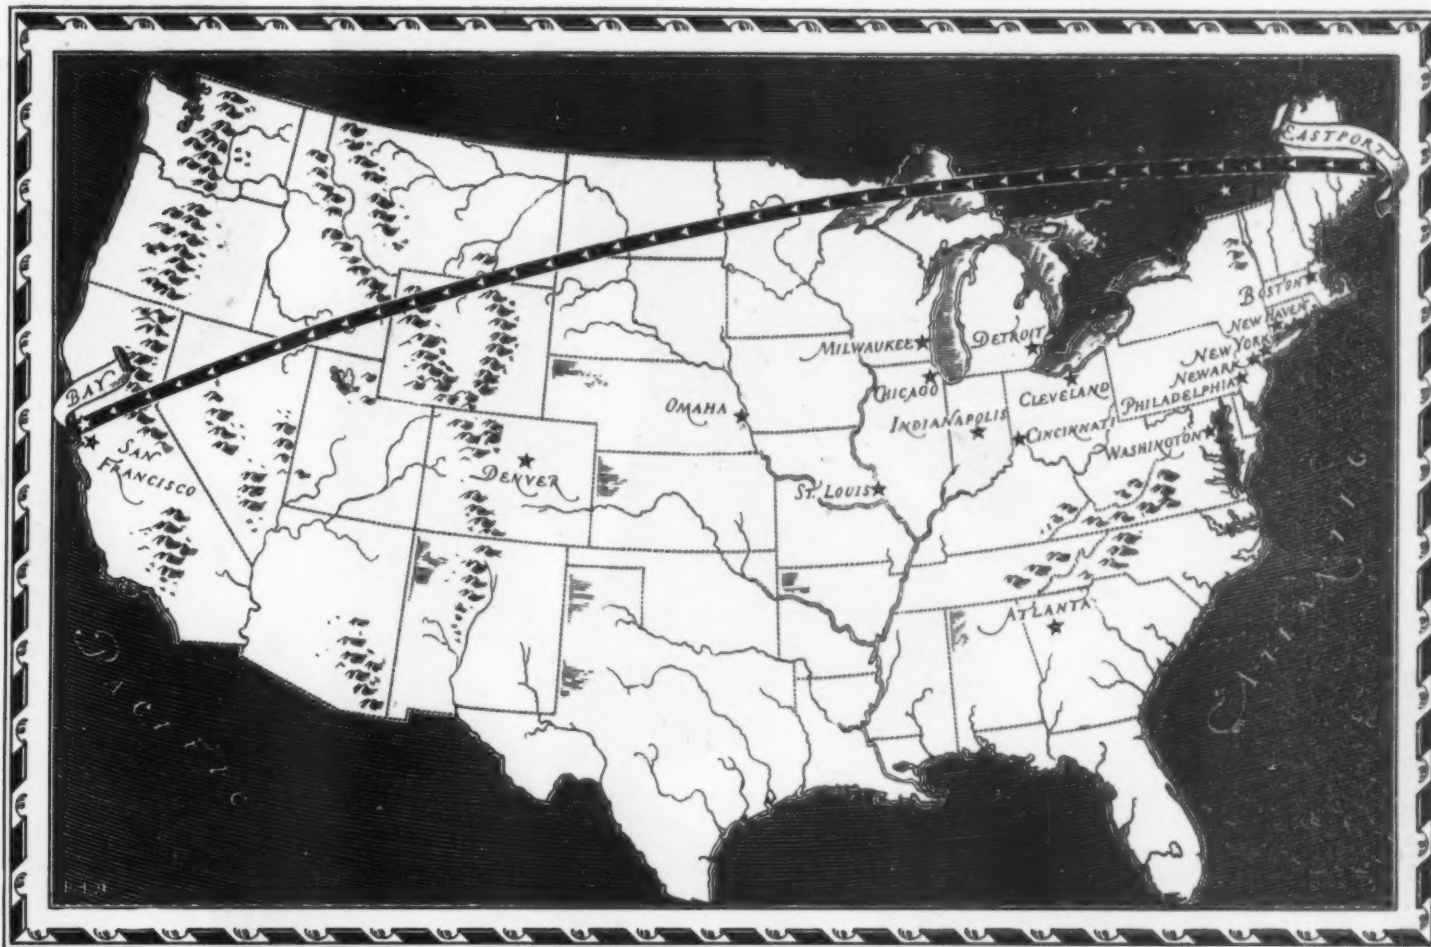 EASTPORT
BOSTON
NEW HAVEN
MILWAUKEE
DETROIT
NEW YORK
NEWARK
CHICAGO
CLEVELAND
PHILADELPHIA
BAY
OMAHA
INDIANAPOLIS
CINCINNATI
WASHINGTON
SAN
FRANCISCO
DENVER
ST. LOUIS
ATLANTA
PACIFIC
ATLANTIC